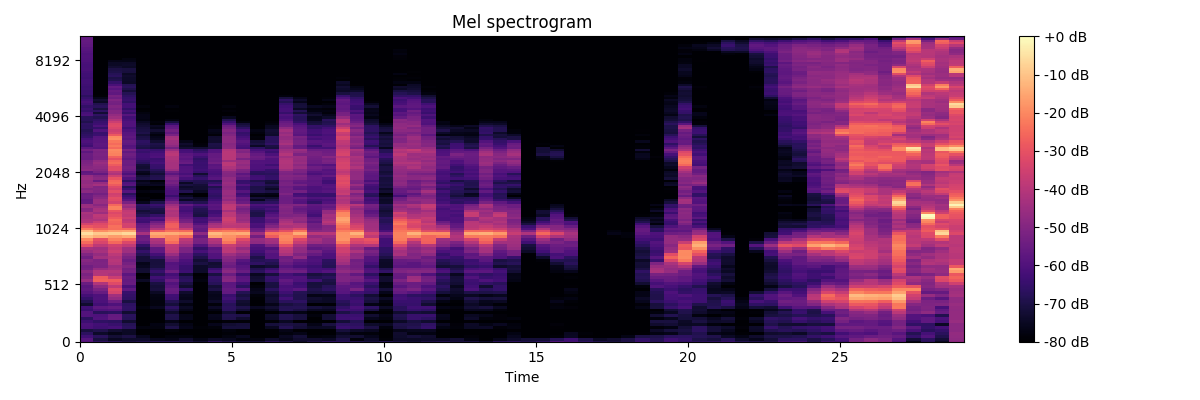 Mel spectrogram
Hz
8192
4096
2048
1024
512
0
0 5 10 15 20 25
Time
+0 dB
-10 dB
-20 dB
-30 dB
-40 dB
-50 dB
-60 dB
-70 dB
-80 dB